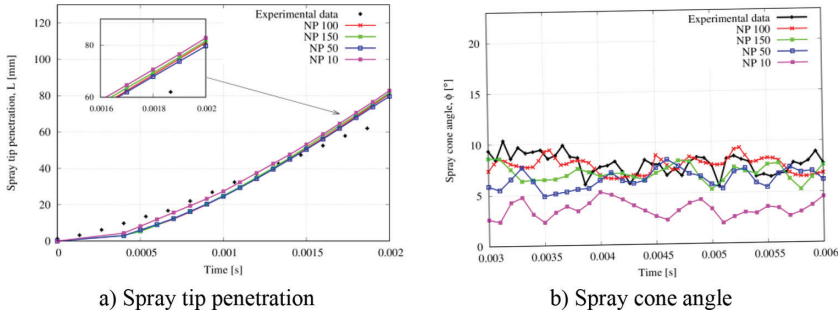 Experimental data
NP 100
NP 150
NP 50
NP 10
120
100
80
60
40
20
0
Spray tip penetration, L [mm]
80
60
0.0016
0.0018
0.002
0
0.0005
0.001
0.0015
0.002
Time [s]
a) Spray tip penetration
Experimental data
NP 100
NP 150
NP 50
NP 10
20
15
10
5
0
Spray cone angle, ϕ [°]
0.003
0.0035
0.004
0.0045
0.005
0.0055
0.006
Time [s]
b) Spray cone angle